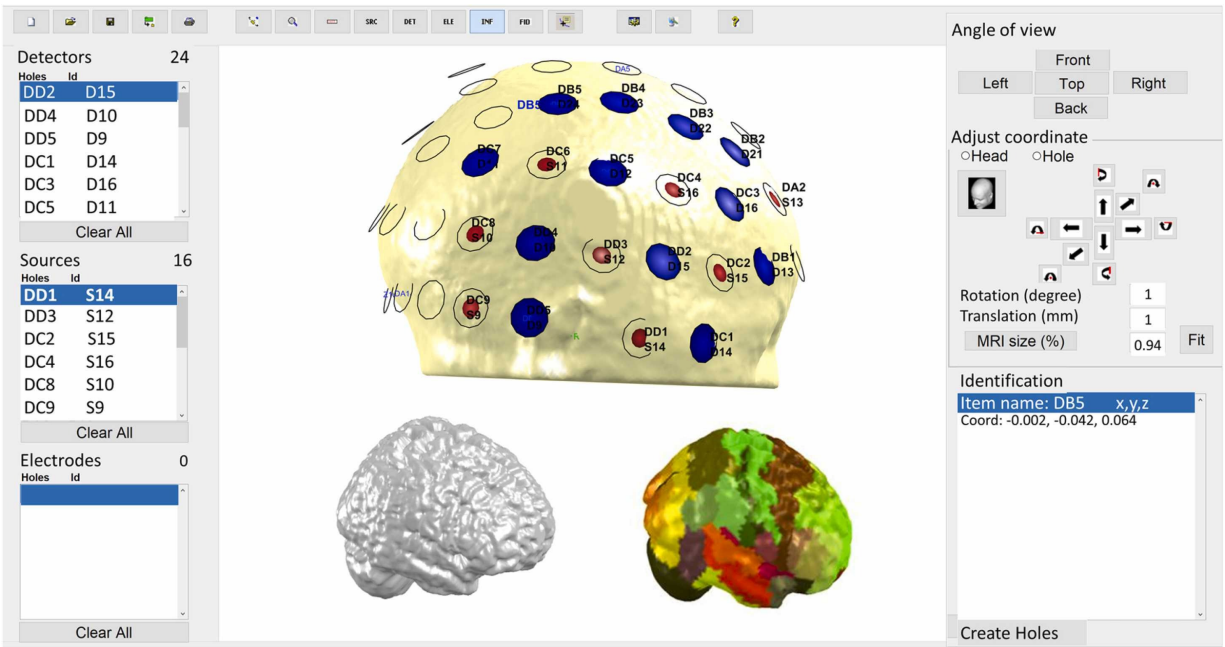 SRC DET ELE INF FID
Detectors 24
Holes Id
DD2 D15
DD4 D10
DD5 D9
DC1 D14
DC3 D16
DC5 D11
Clear All
Sources 16
Holes Id
DD1 S14
DD3 S12
DC2 S15
DC4 S16
DC8 S10
DC9 S9
Clear All
Electrodes 0
Holes Id
Clear All
DA5
DB5 DB5
DB4
D23
DB3
D22
DB2
D21
DC7
DC6
S11
DC5
D12
DC4
S16
DC3
D16
DA2
S13
DC8
S10
DD3
S12
DD2
D15
DC2
S15
DB1
D13
DA1
DC9
S9
DD1
S14
DC1
D14
Angle of view
Front
Left Top Right
Back
Adjust coordinate
Head Hole
Rotation (degree) 1
Translation (mm) 1
MRI size (%) 0.94 Fit
Identification
Item name: DB5 x,y,z
Coord: -0.002, -0.042, 0.064
Create Holes